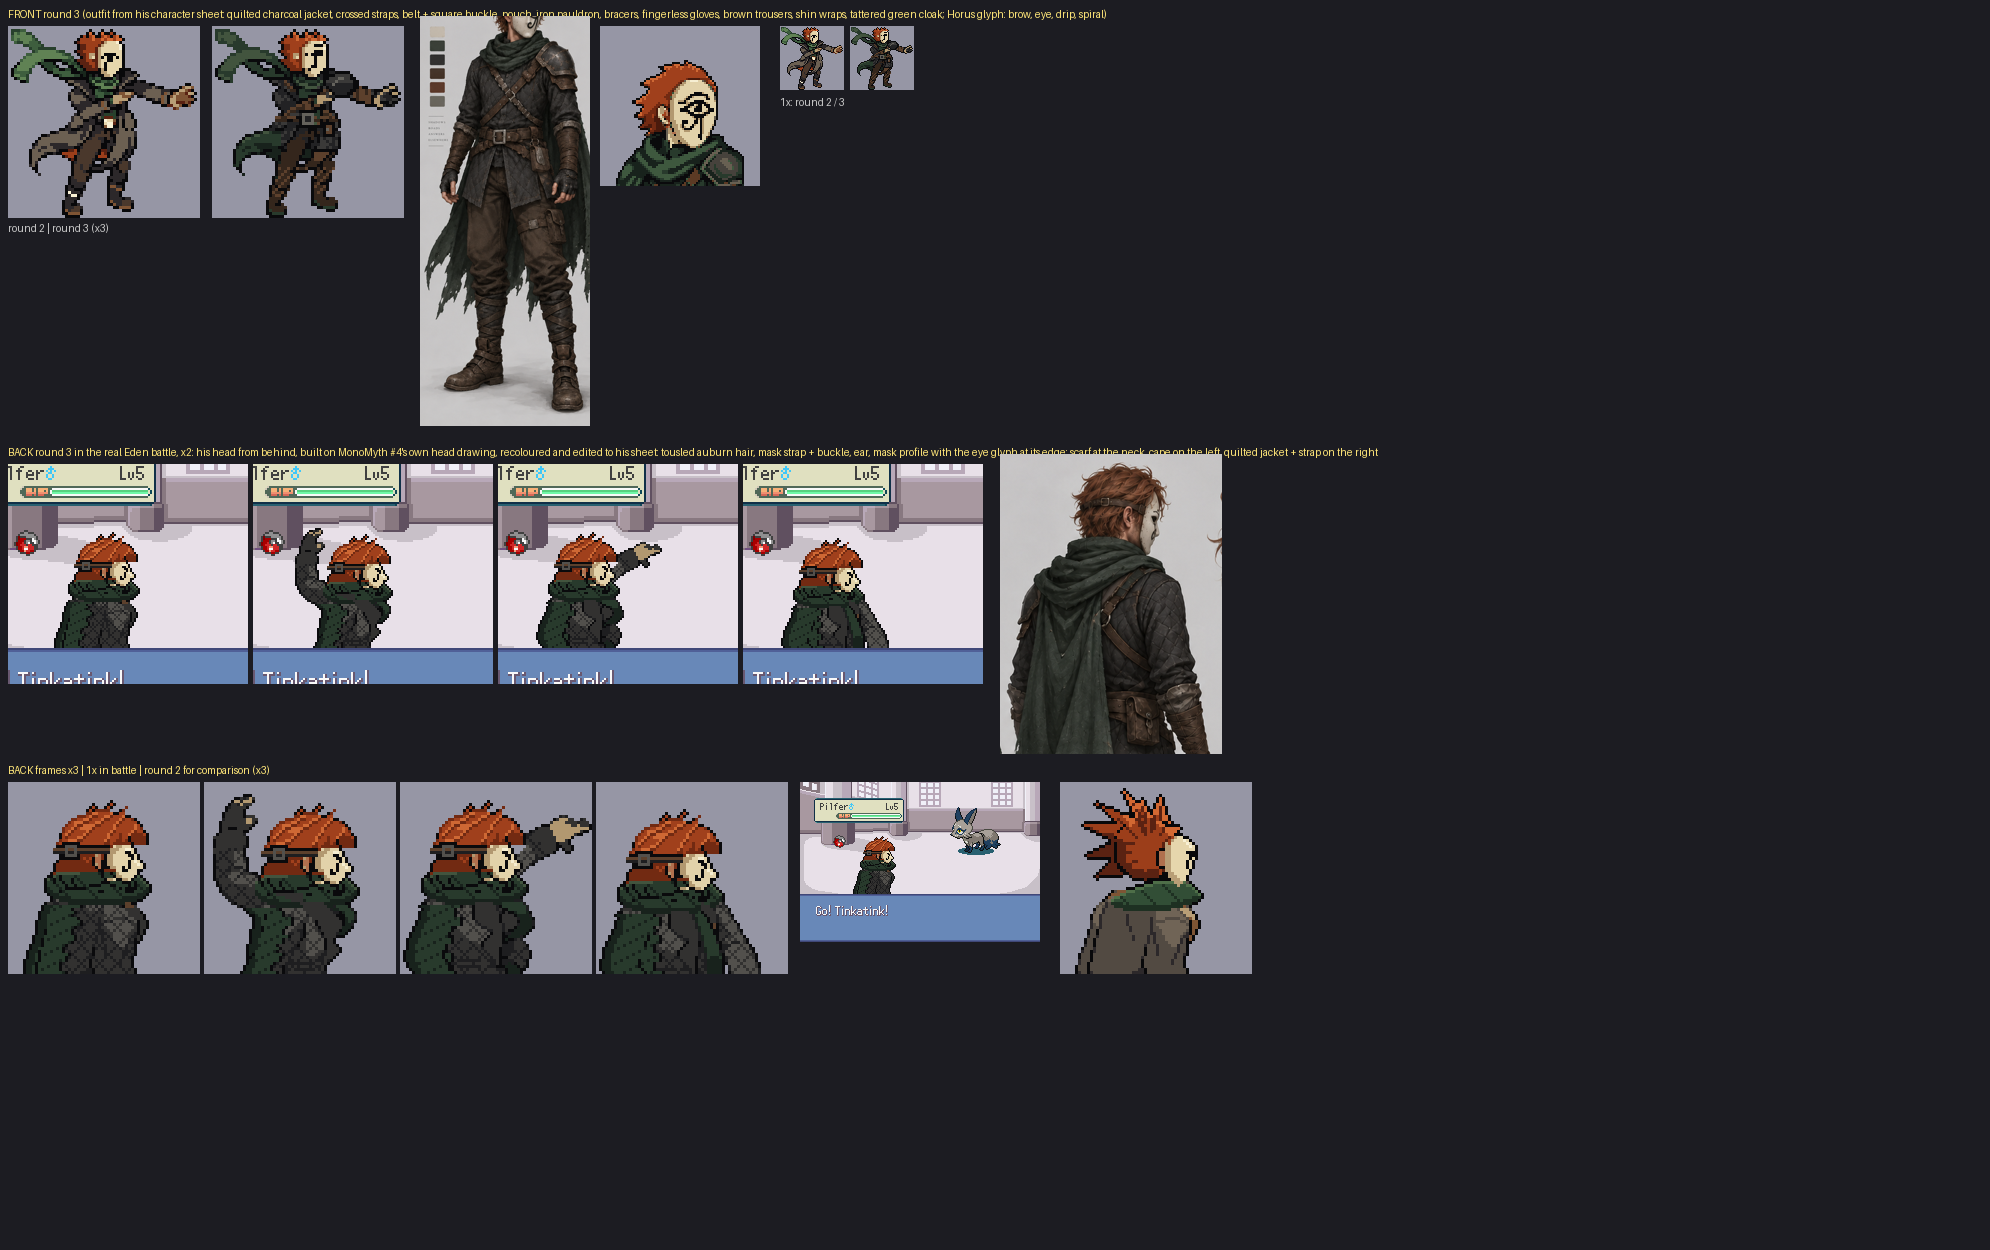 FRONT round 3 (outfit from his character sheet: quilted charcoal jacket, crossed straps, belt + square buckle, pouch, iron pauldron, bracers, fingerless gloves, brown trousers, shin wraps, tattered green cloak; Horus glyph: brow, eye, drip, spiral)
1x: round 2 / 3
round 2 | round 3 (x3)
BACK round 3 in the real Eden battle, x2: his head from behind, built on MonoMyth #4's own head drawing, recoloured and edited to his sheet: tousled auburn hair, mask strap + buckle, ear, mask profile with the eye glyph at its edge; scarf at the neck, cape on the left, quilted jacket + strap on the right
lfer♂ Lv5
lfer♂ Lv5
lfer♂ Lv5
lfer♂ Lv5
Tinkatink!
Tinkatink!
Tinkatink!
Tinkatink!
BACK frames x3 | 1x in battle | round 2 for comparison (x3)
Pilfer♂ Lv5
Go! Tinkatink!